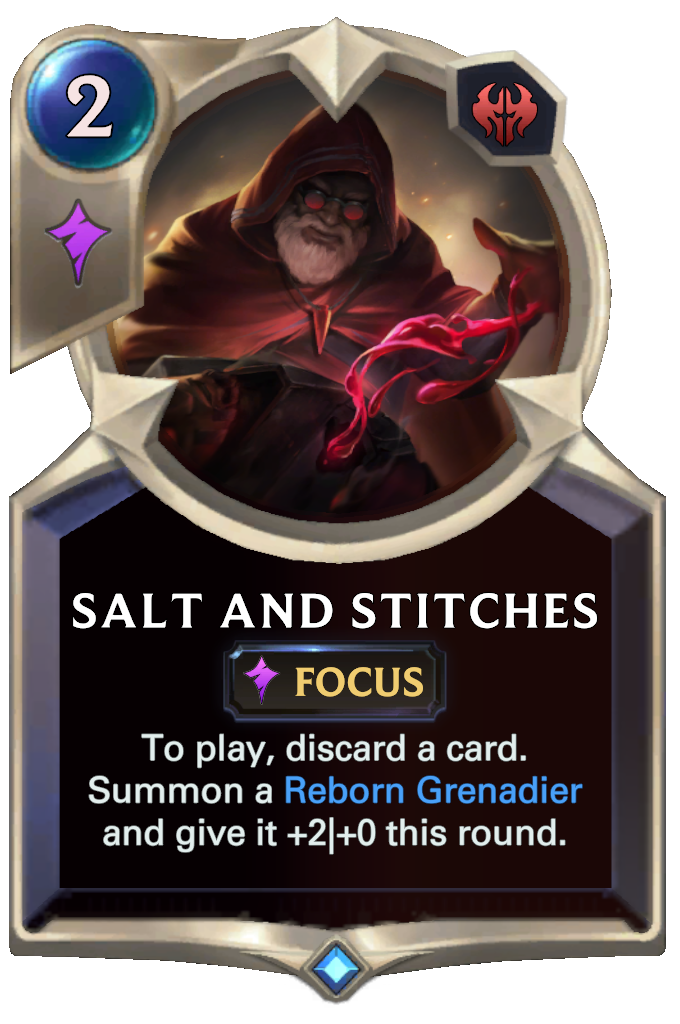 2
SALT AND STITCHES
FOCUS
To play, discard a card.
Summon a Reborn Grenadier
and give it +2|+0 this round.